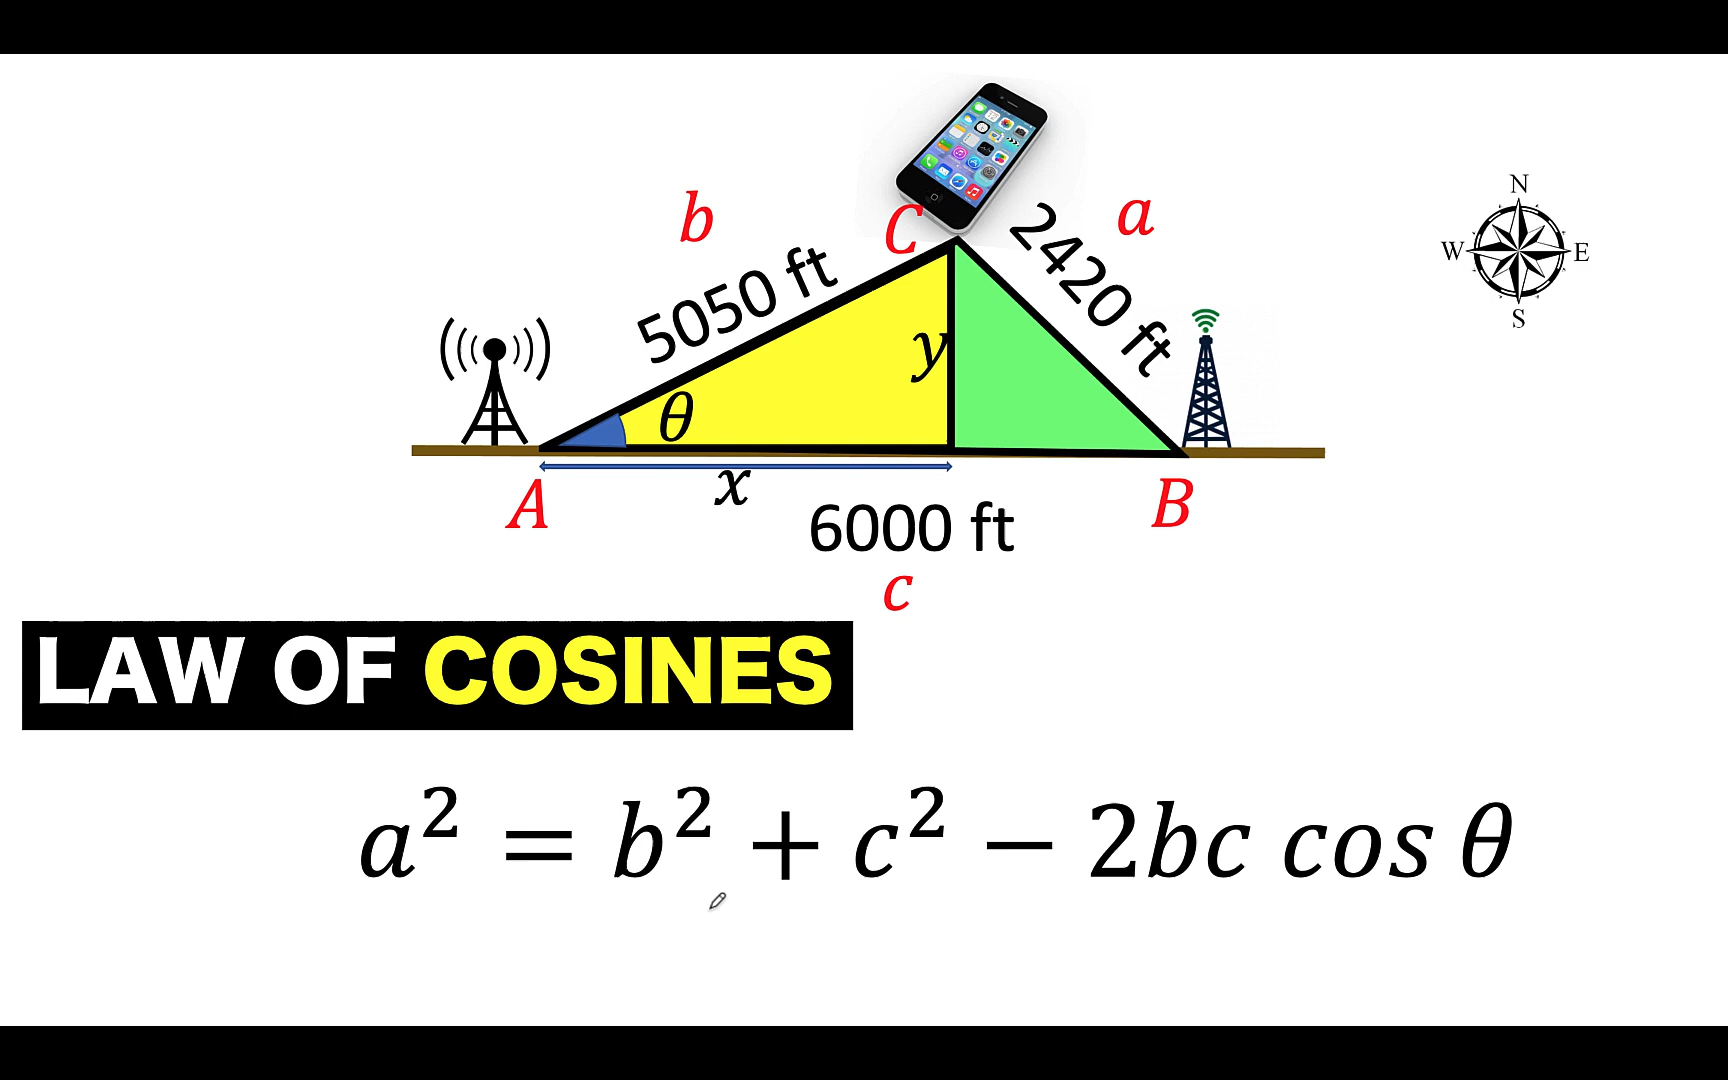 N
W E
S
b
C
a
5050 ft
2420 ft
y
θ
x
A
B
6000 ft
c
LAW OF COSINES
a² = b² + c² − 2bc cos θ